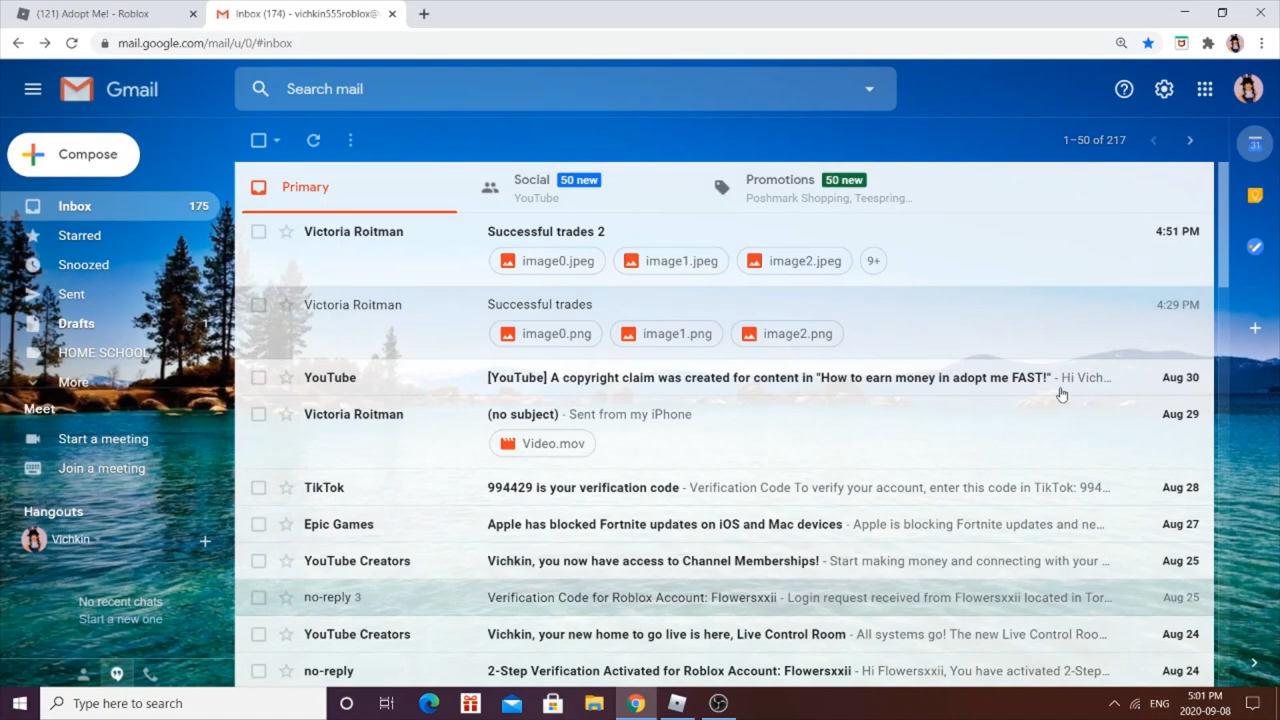 (121) Adopt Me! - Roblox
Inbox (174) - vichkin555roblox@
mail.google.com/mail/u/0/#inbox
Gmail
Search mail
Compose
1–50 of 217
31
Inbox 175
Starred
Snoozed
Sent
Drafts 1
HOME SCHOOL
More
Meet
Start a meeting
Join a meeting
Hangouts
Vichkin
No recent chats
Start a new one
Primary
Social 50 new
YouTube
Promotions 50 new
Poshmark Shopping, Teespring...
Victoria Roitman Successful trades 2 4:51 PM
image0.jpeg image1.jpeg image2.jpeg 9+
Victoria Roitman Successful trades 4:29 PM
image0.png image1.png image2.png
YouTube [YouTube] A copyright claim was created for content in "How to earn money in adopt me FAST!" - Hi Vich... Aug 30
Victoria Roitman (no subject) - Sent from my iPhone Aug 29
Video.mov
TikTok 994429 is your verification code - Verification Code To verify your account, enter this code in TikTok: 994... Aug 28
Epic Games Apple has blocked Fortnite updates on iOS and Mac devices - Apple is blocking Fortnite updates and ne... Aug 27
YouTube Creators Vichkin, you now have access to Channel Memberships! - Start making money and connecting with your ... Aug 25
no-reply 3 Verification Code for Roblox Account: Flowersxxii - Login request received from Flowersxxii located in Tor... Aug 25
YouTube Creators Vichkin, your new home to go live is here, Live Control Room - All systems go! The new Live Control Roo... Aug 24
no-reply 2-Step Verification Activated for Roblox Account: Flowersxxii - Hi Flowersxxii, You have activated 2-Step... Aug 24
Type here to search
ENG
5:01 PM
2020-09-08